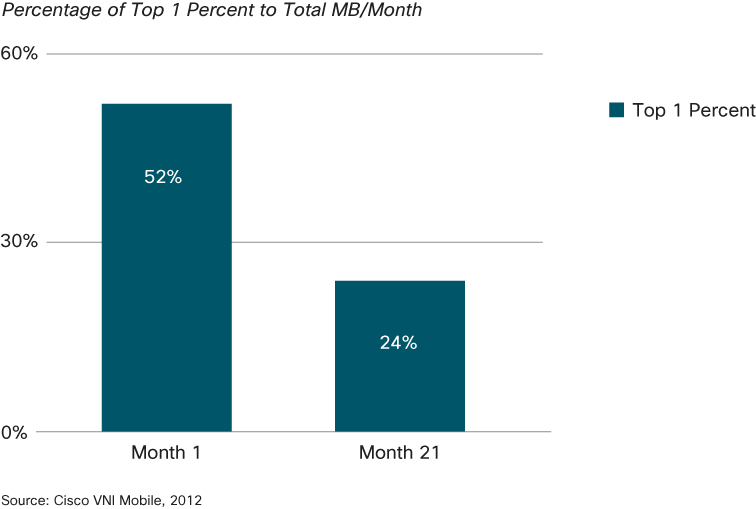 Percentage of Top 1 Percent to Total MB/Month
60%
Top 1 Percent
52%
30%
24%
0%
Month 1
Month 21
Source: Cisco VNI Mobile, 2012